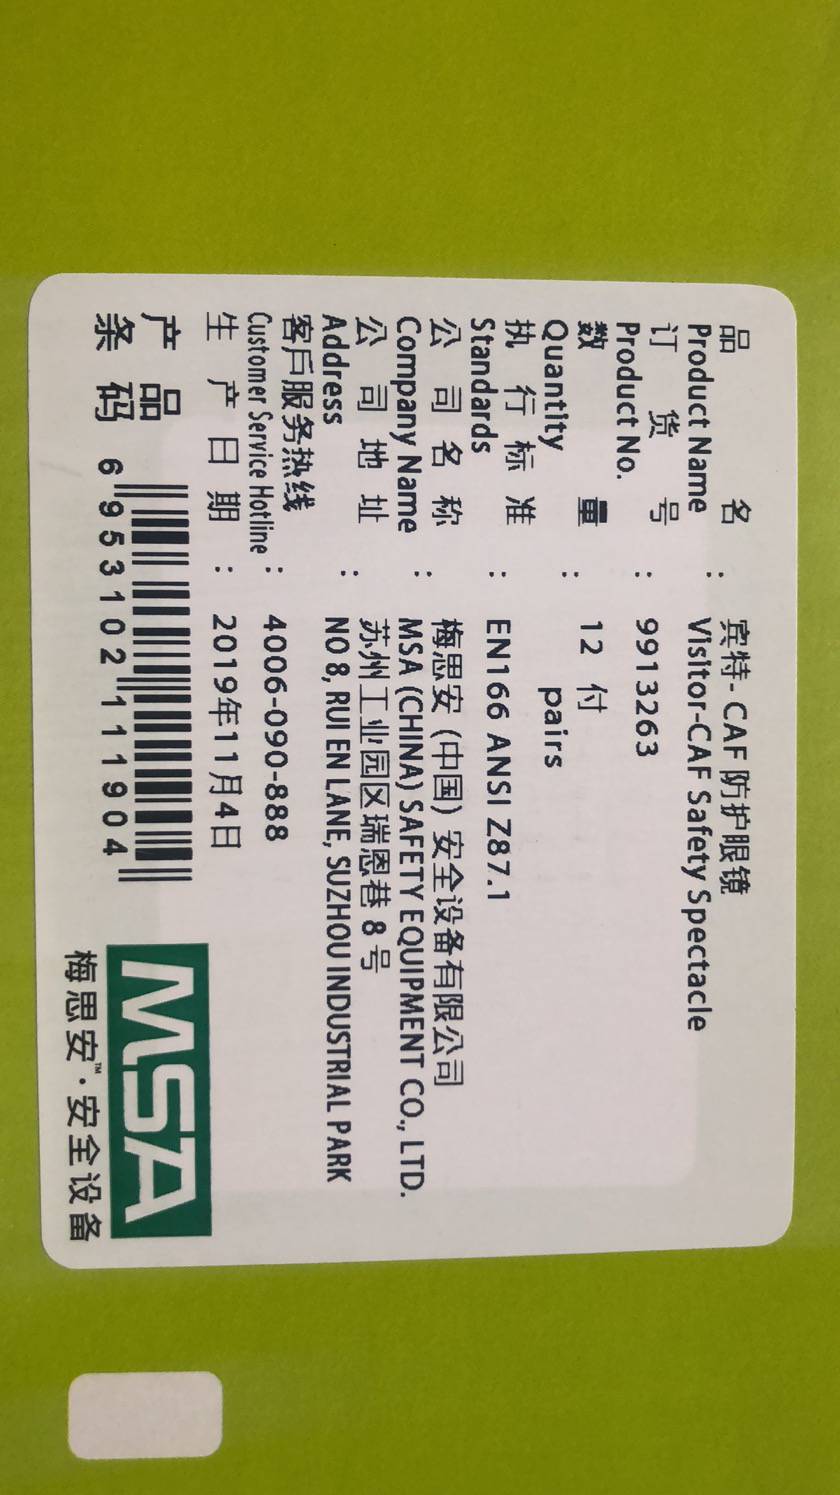 品 名 : 宾特- CAF 防护眼镜
Product Name Visitor-CAF Safety Spectacle
订 货 号 : 9913263
Product No.
数 量 : 12 付
Quantity pairs
执 行 标 准 : EN166 ANSI Z87.1
Standards
公 司 名 称 : 梅思安 (中国) 安全设备有限公司
Company Name MSA (CHINA) SAFETY EQUIPMENT CO., LTD.
公 司 地 址 : 苏州工业园区瑞恩巷 8 号
Address NO 8, RUI EN LANE, SUZHOU INDUSTRIAL PARK
客戶服务热线 : 4006-090-888
Customer Service Hotline
生 产 日 期 : 2019年11月4日
产 品
条 码
6 953102 111904
MSA
梅思安™·安全设备